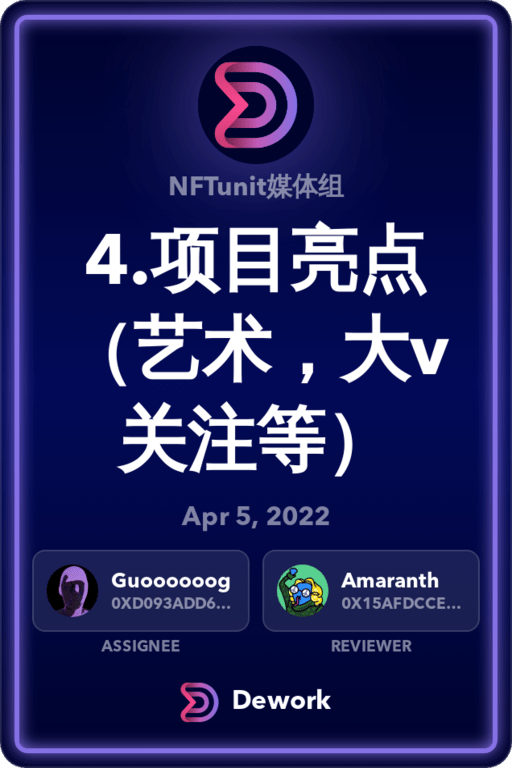 NFTunit媒体组
4.项目亮点
（艺术，大v
关注等）
Apr 5, 2022
Guoooooog
0XD093ADD6...
ASSIGNEE
Amaranth
0X15AFDCCE...
REVIEWER
Dework